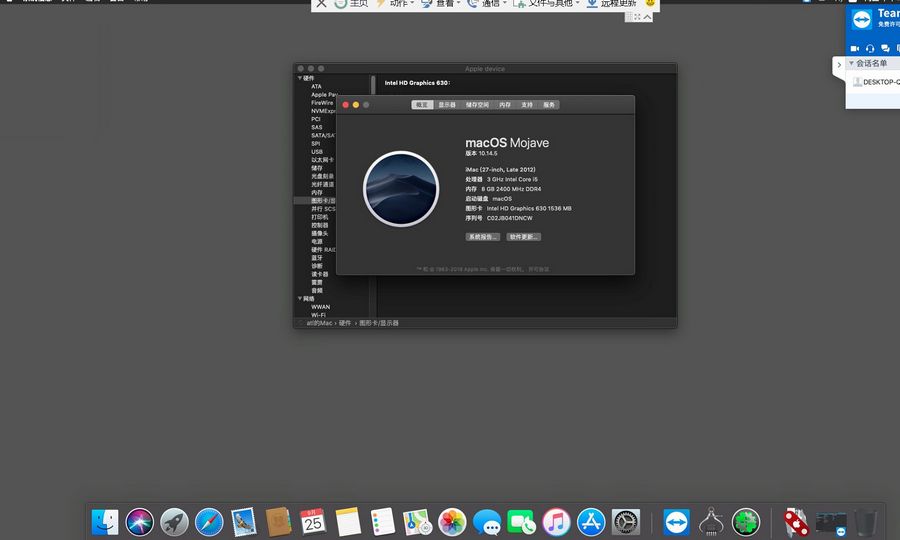 主页 动作 查看 通信 文件与其他 远程更新
Team
免费许可
会话名单
DESKTOP-Q
Apple device
硬件
ATA
Apple Pay
FireWire
NVMExpr
PCI
SAS
SATA/SAT
SPI
USB
以太网卡
储存
光盘刻录
光纤通道
内存
图形卡/显
并行 SCS
打印机
控制器
摄像头
电源
硬件 RAID
蓝牙
诊断
读卡器
雷雳
音频
网络
WWAN
Wi-Fi
Intel HD Graphics 630:
概览 显示器 储存空间 内存 支持 服务
macOS Mojave
版本 10.14.5
iMac (27-inch, Late 2012)
处理器 3 GHz Intel Core i5
内存 8 GB 2400 MHz DDR4
启动磁盘 macOS
图形卡 Intel HD Graphics 630 1536 MB
序列号 C02JB041DNCW
系统报告... 软件更新...
™ 和 © 1983-2019 Apple Inc. 保留一切权利。 许可协议
atl的Mac › 硬件 › 图形卡/显示器
9月
25